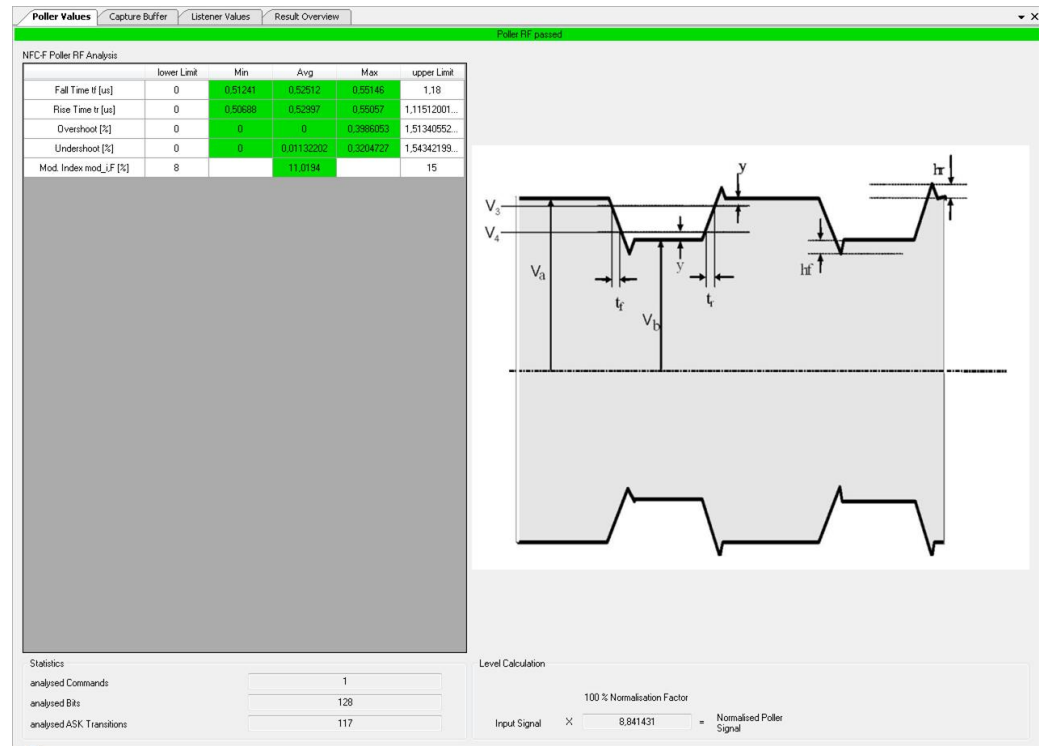 Poller Values Capture Buffer Listener Values Result Overview
Poller RF passed
NFC-F Poller RF Analysis
lower Limit Min Avg Max upper Limit
Fall Time tf [us] 0 0,51241 0,52512 0,55146 1,18
Rise Time tr [us] 0 0,50688 0,52997 0,55057 1,11512001...
Overshoot [%] 0 0 0 0,3986053 1,51340552...
Undershoot [%] 0 0 0,01132202 0,3204727 1,54342199...
Mod. Index mod_i,F [%] 8 11,0194 15
y hr
V3
V4
Va y hf
tf tr
Vb
Statistics
analysed Commands 1
analysed Bits 128
analysed ASK Transitions 117
Level Calculation
100 % Normalisation Factor
Input Signal X 8,841431 = Normalised Poller
Signal